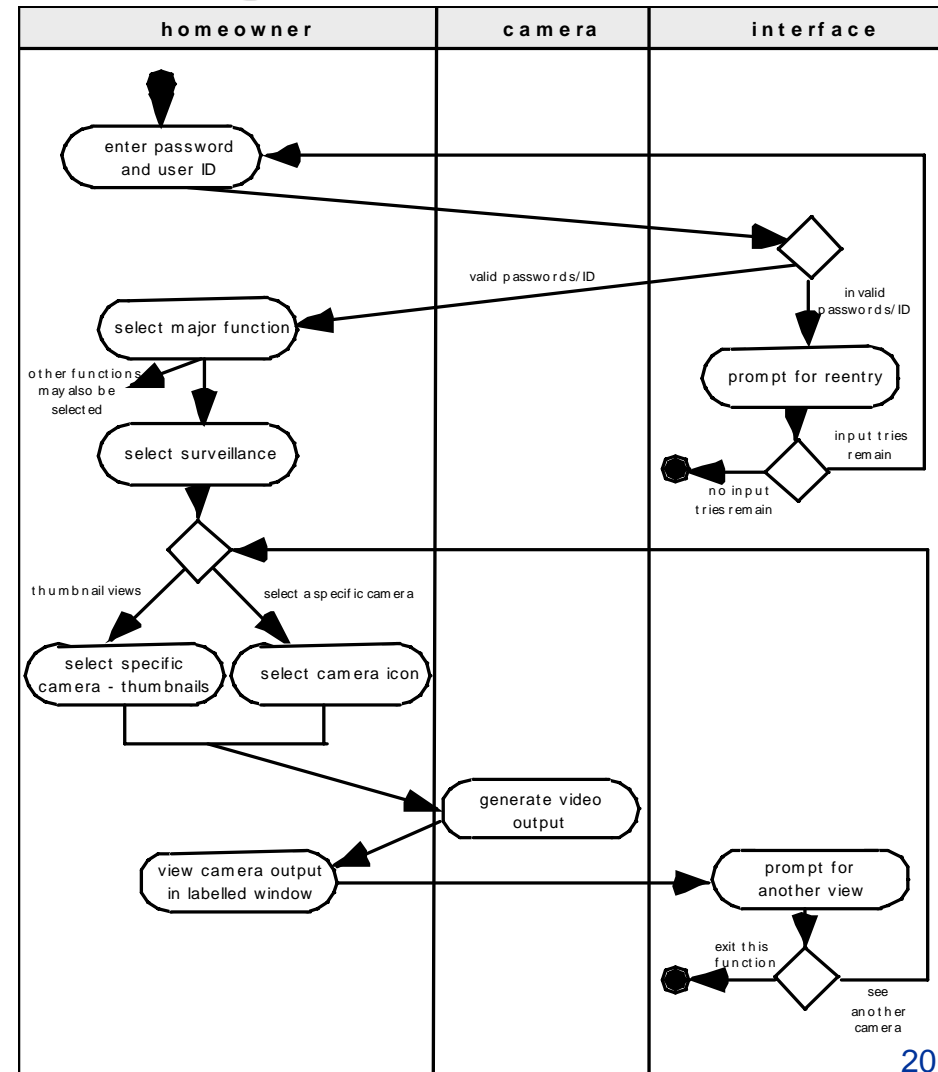 homeowner
camera
interface
enter password
and user ID
valid passwords/ID
invalid
passwords/ID
select major function
other functions
may also be
selected
prompt for reentry
select surveillance
input tries
remain
no input
tries remain
thumbnail views
select a specific camera
select specific
camera - thumbnails
select camera icon
generate video
output
view camera output
in labelled window
prompt for
another view
exit this
function
see
another
camera
20